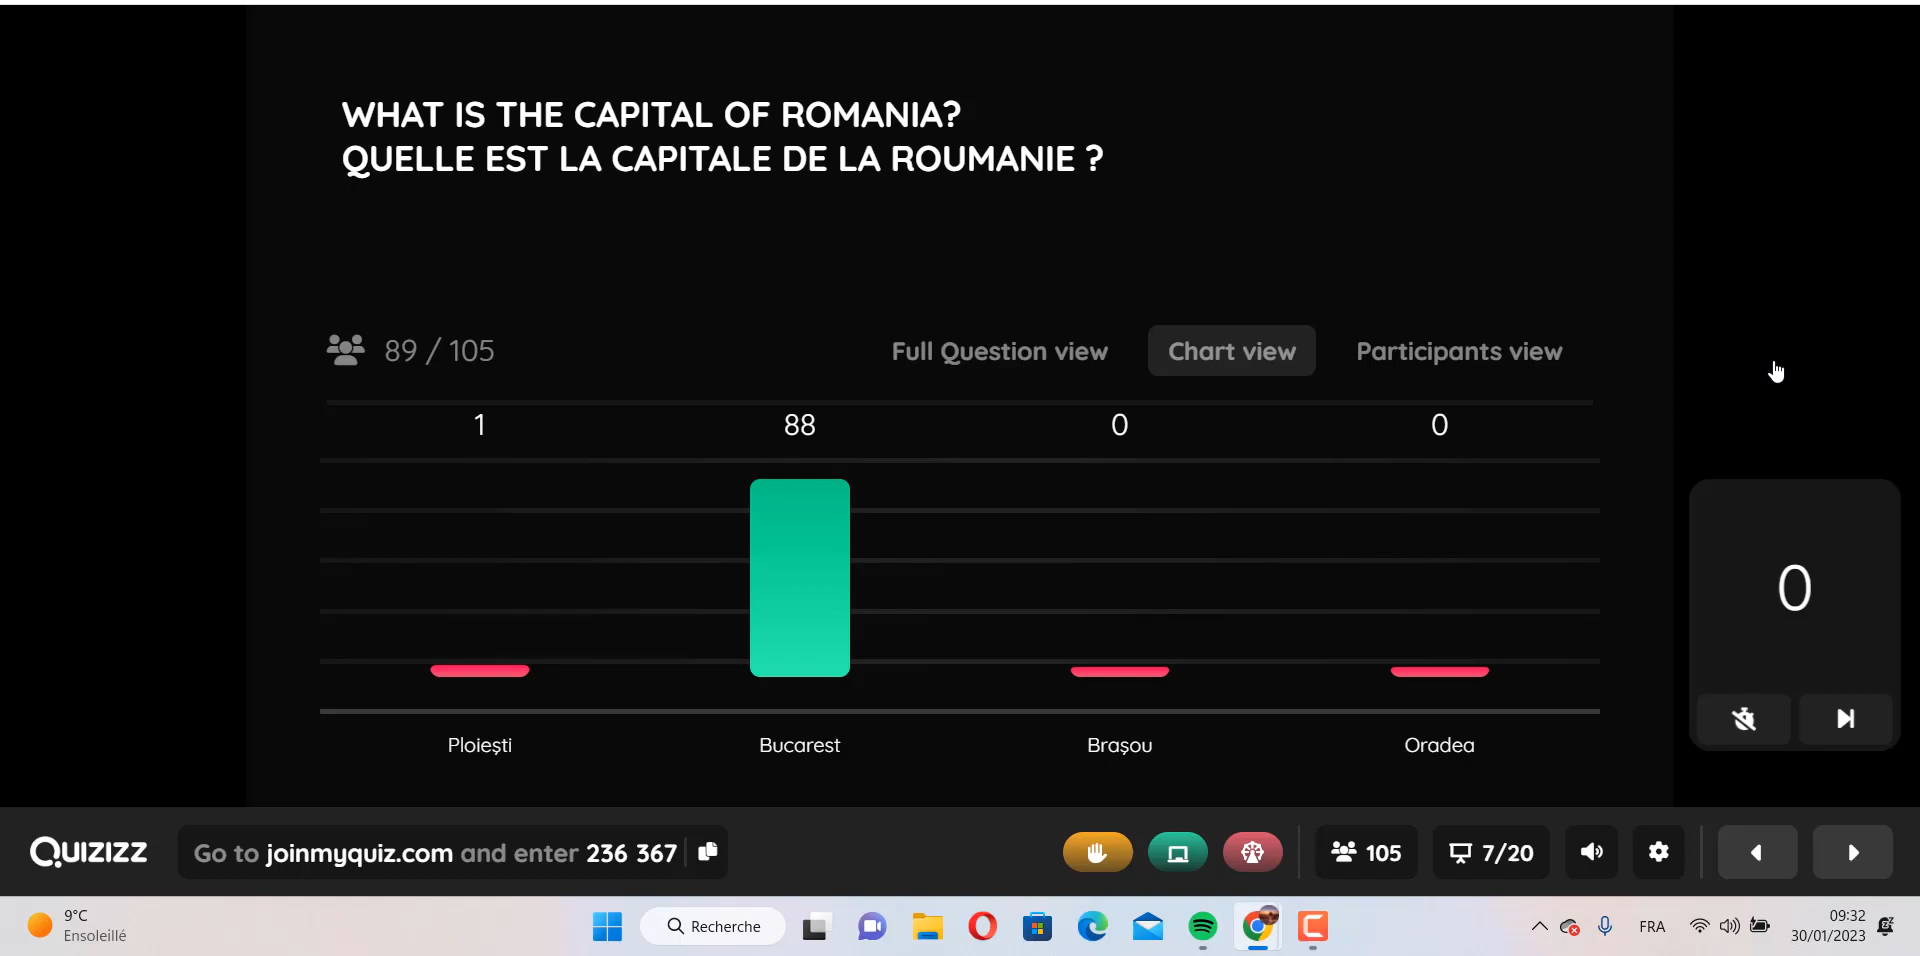 WHAT IS THE CAPITAL OF ROMANIA?
QUELLE EST LA CAPITALE DE LA ROUMANIE ?
89 / 105
Full Question view
Chart view
Participants view
1
88
0
0
Ploiești
Bucarest
Brașou
Oradea
0
QUIZIZZ
Go to joinmyquiz.com and enter 236 367
105
7/20
9°C
Ensoleillé
Recherche
FRA
09:32
30/01/2023